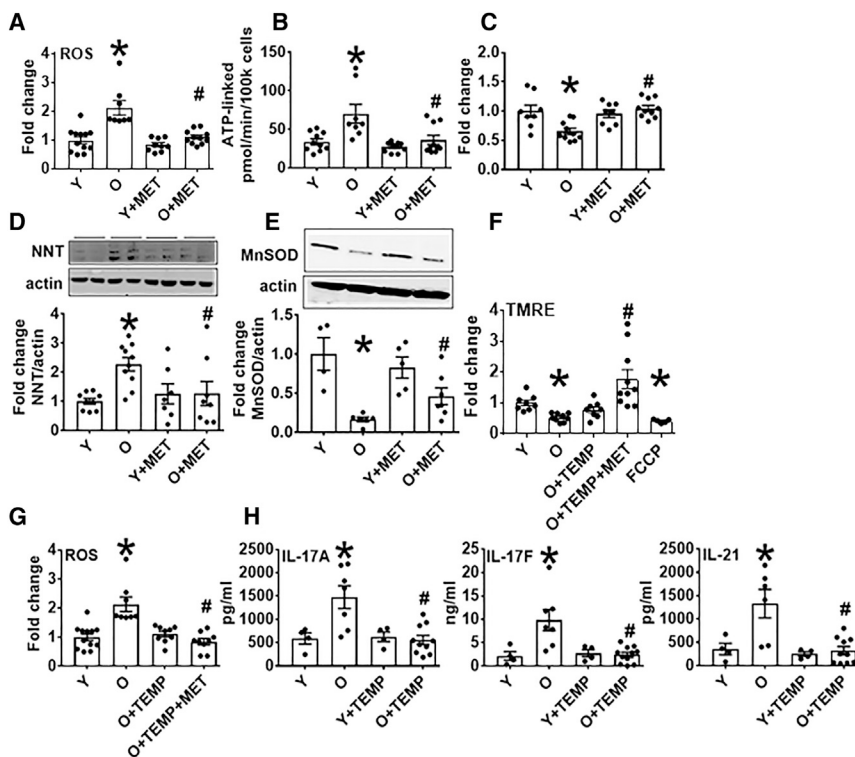 A
ROS
Fold change
4
3
2
1
0
Y
O
Y+MET
O+MET
*
#
B
ATP-linked
pmol/min/100k cells
150
100
50
0
Y
O
Y+MET
O+MET
*
#
C
Fold change
2.0
1.5
1.0
0.5
0.0
Y
O
Y+MET
O+MET
*
#
D
NNT
actin
Fold change
NNT/actin
4
3
2
1
0
Y
O
Y+MET
O+MET
*
#
E
MnSOD
actin
Fold change
MnSOD/actin
1.5
1.0
0.5
0.0
Y
O
Y+MET
O+MET
*
#
F
TMRE
Fold change
4
3
2
1
0
Y
O
O+TEMP
O+TEMP+MET
FCCP
*
#
*
G
ROS
Fold change
4
3
2
1
0
Y
O
O+TEMP
O+TEMP+MET
*
#
H
IL-17A
pg/ml
2500
2000
1500
1000
500
0
Y
O
Y+TEMP
O+TEMP
*
#
IL-17F
ng/ml
25
20
15
10
5
0
Y
O
Y+TEMP
O+TEMP
*
#
IL-21
pg/ml
2500
2000
1500
1000
500
0
Y
O
Y+TEMP
O+TEMP
*
#